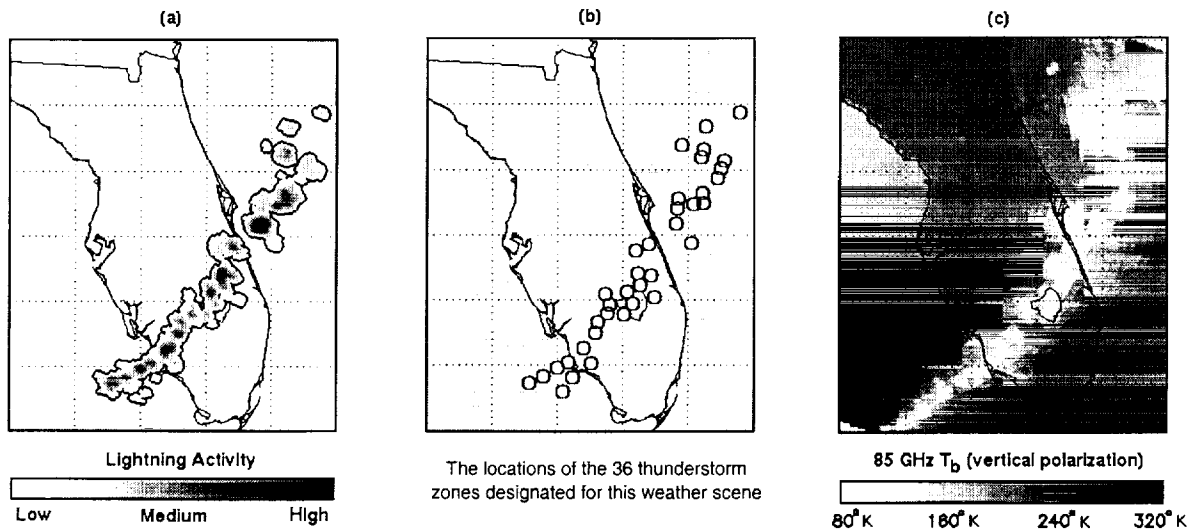 (a)
(b)
(c)
Lightning Activity
Low Medium High
The locations of the 36 thunderstorm
zones designated for this weather scene
85 GHz Tb (vertical polarization)
80°K 160°K 240°K 320°K